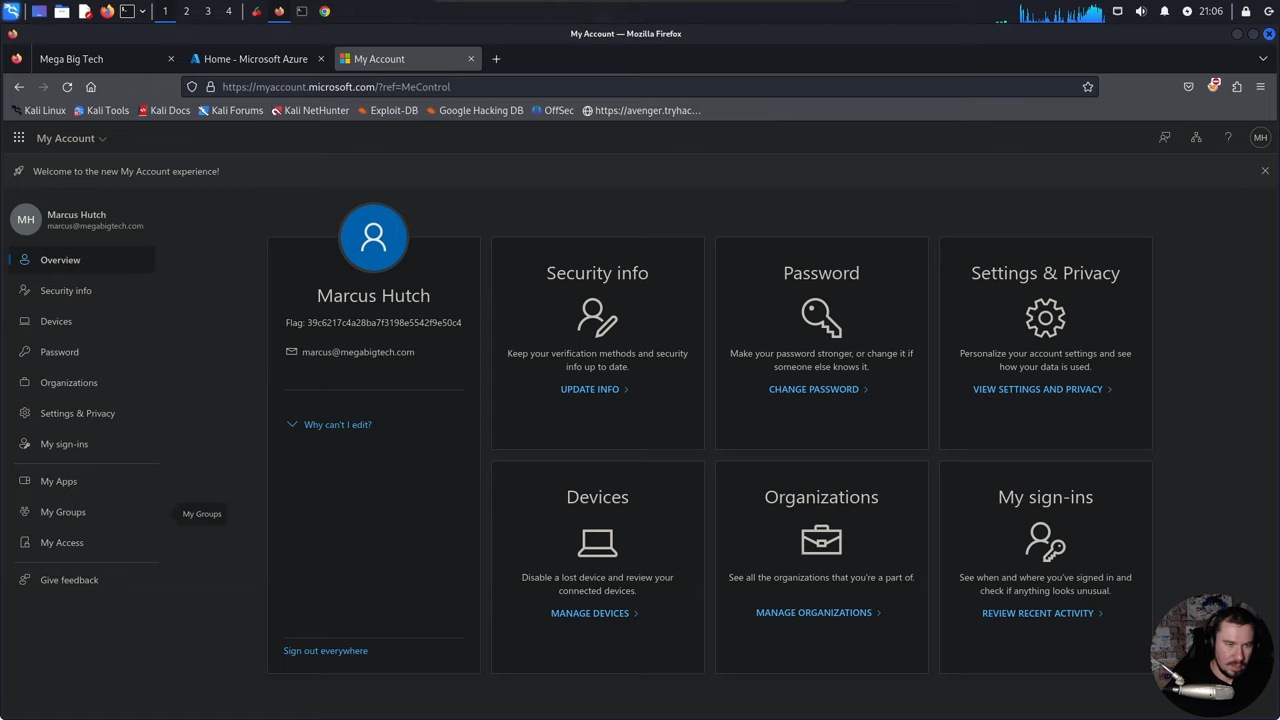 1 2 3 4 21:06
My Account — Mozilla Firefox
Mega Big Tech Home - Microsoft Azure My Account
https://myaccount.microsoft.com/?ref=MeControl
Kali Linux Kali Tools Kali Docs Kali Forums Kali NetHunter Exploit-DB Google Hacking DB OffSec https://avenger.tryhac...
My Account MH
Welcome to the new My Account experience!
MH
Marcus Hutch
marcus@megabigtech.com
Overview
Security info
Devices
Password
Organizations
Settings & Privacy
My sign-ins
My Apps
My Groups
My Access
Give feedback
My Groups
Marcus Hutch
Flag: 39c6217c4a28ba7f3198e5542f9e50c4
marcus@megabigtech.com
Why can't I edit?
Sign out everywhere
Security info
Keep your verification methods and security
info up to date.
UPDATE INFO
Password
Make your password stronger, or change it if
someone else knows it.
CHANGE PASSWORD
Settings & Privacy
Personalize your account settings and see
how your data is used.
VIEW SETTINGS AND PRIVACY
Devices
Disable a lost device and review your
connected devices.
MANAGE DEVICES
Organizations
See all the organizations that you're a part of.
MANAGE ORGANIZATIONS
My sign-ins
See when and where you've signed in and
check if anything looks unusual.
REVIEW RECENT ACTIVITY